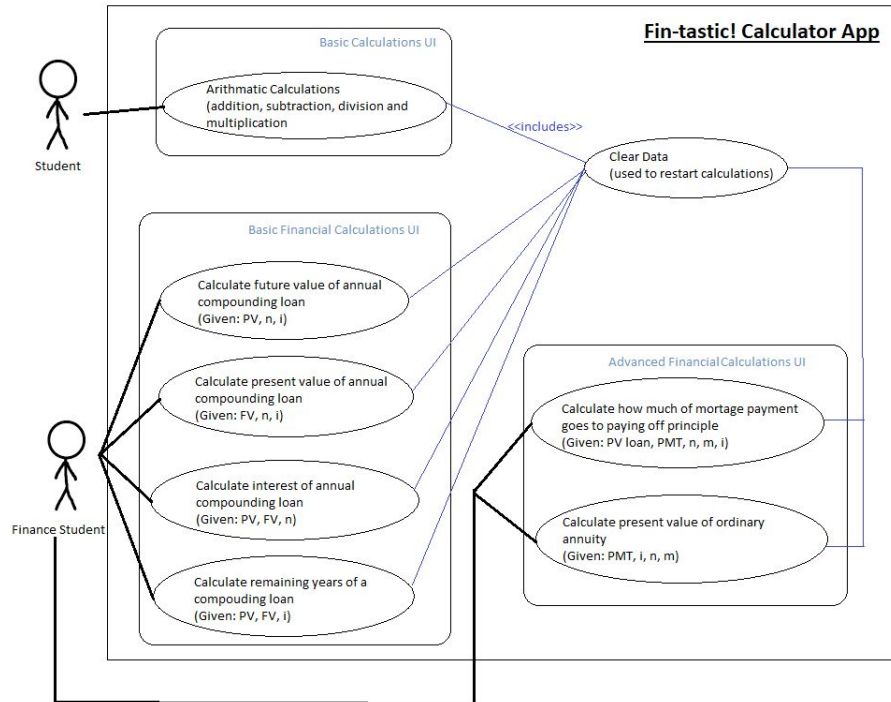 Fin-tastic! Calculator App
Basic Calculations UI
Arithmatic Calculations
(addition, subtraction, division and
multiplication
Student
<<includes>>
Clear Data
(used to restart calculations)
Basic Financial Calculations UI
Calculate future value of annual
compounding loan
(Given: PV, n, i)
Calculate present value of annual
compounding loan
(Given: FV, n, i)
Calculate interest of annual
compounding loan
(Given: PV, FV, n)
Calculate remaining years of a
compouding loan
(Given: PV, FV, i)
Finance Student
Advanced Financial Calculations UI
Calculate how much of mortage payment
goes to paying off principle
(Given: PV loan, PMT, n, m, i)
Calculate present value of ordinary
annuity
(Given: PMT, i, n, m)